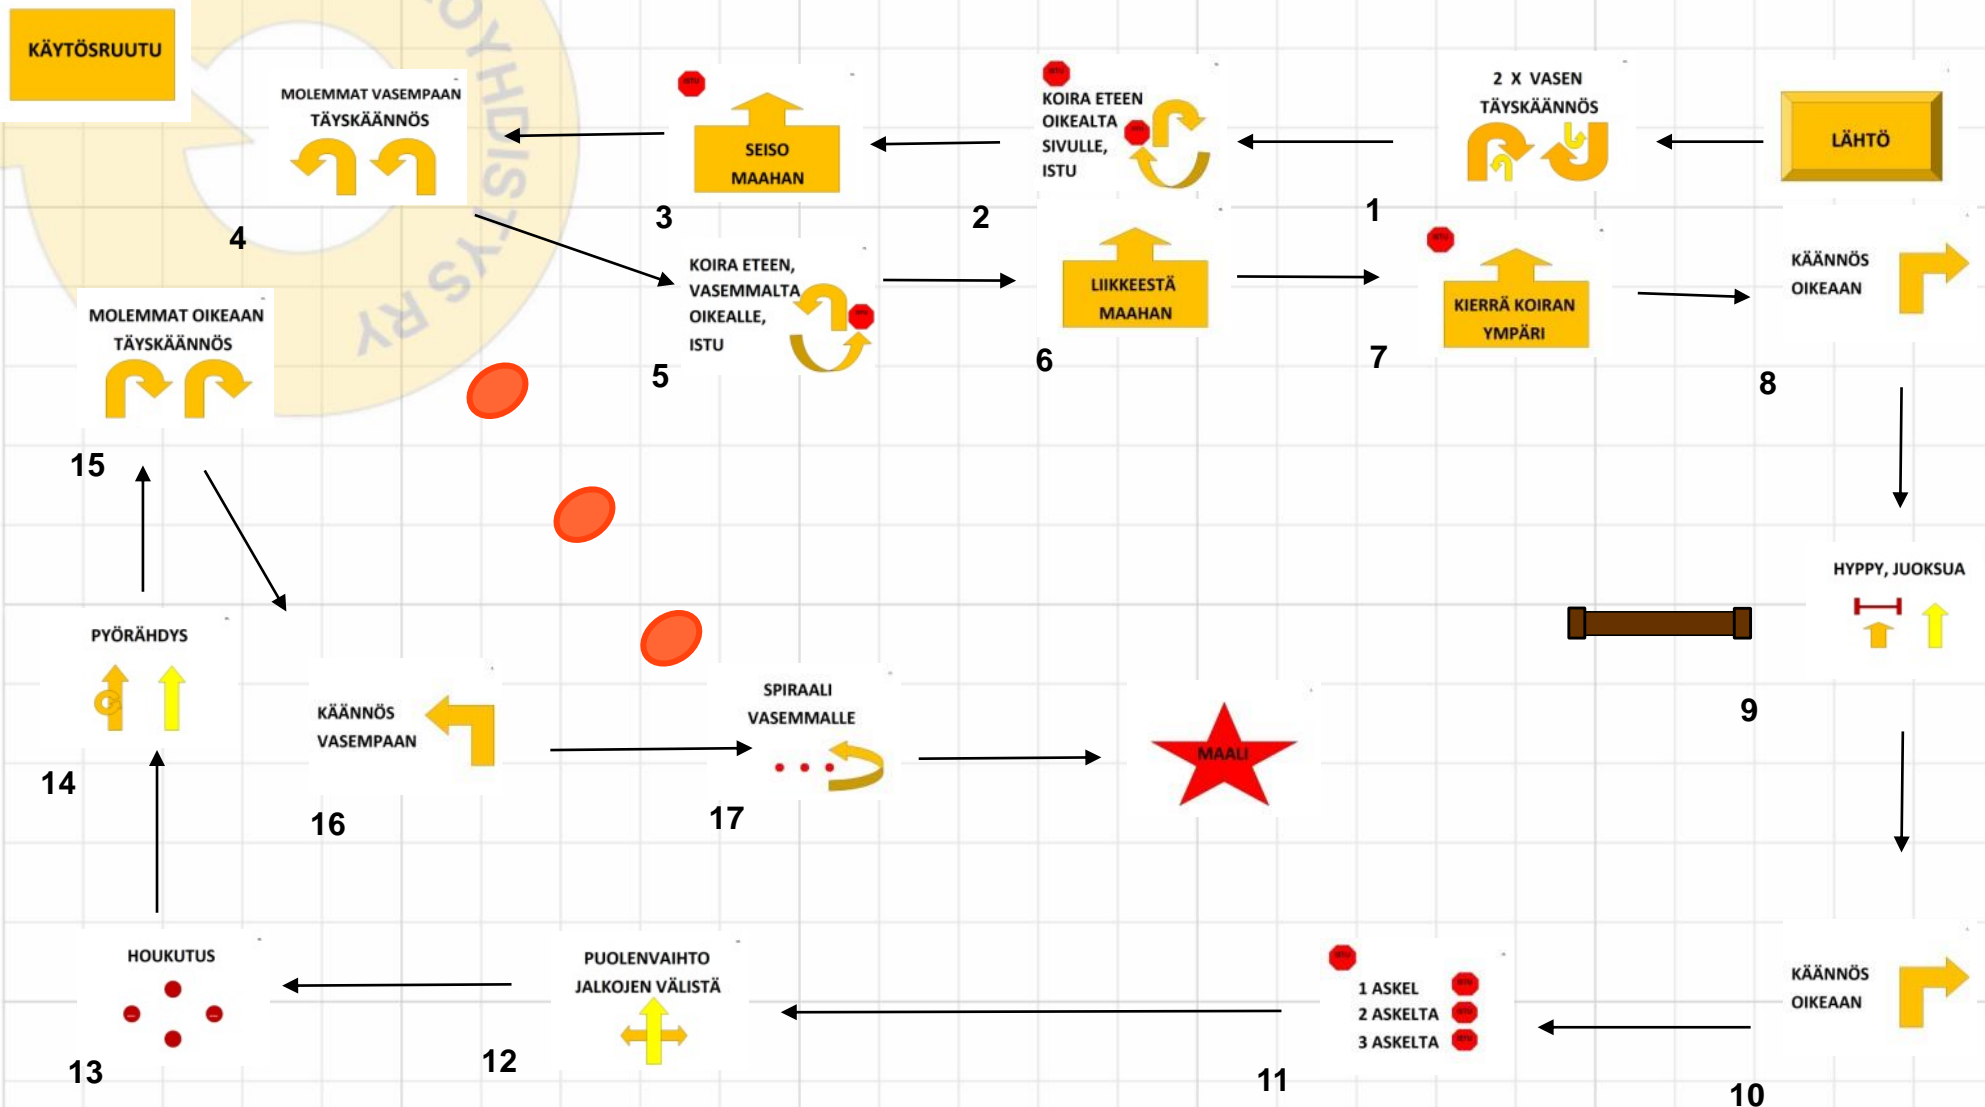 KÄYTÖSRUUTU
LÄHTÖ
2 X VASEN
TÄYSKÄÄNNÖS
1
KOIRA ETEEN
OIKEALTA
SIVULLE,
ISTU
2
SEISO
MAAHAN
3
MOLEMMAT VASEMPAAN
TÄYSKÄÄNNÖS
4
KOIRA ETEEN,
VASEMMALTA
OIKEALLE,
ISTU
5
LIIKKEESTÄ
MAAHAN
6
KIERRÄ KOIRAN
YMPÄRI
7
KÄÄNNÖS
OIKEAAN
8
HYPPY, JUOKSUA
9
KÄÄNNÖS
OIKEAAN
10
1 ASKEL
2 ASKELTA
3 ASKELTA
11
PUOLENVAIHTO
JALKOJEN VÄLISTÄ
12
HOUKUTUS
13
PYÖRÄHDYS
14
MOLEMMAT OIKEAAN
TÄYSKÄÄNNÖS
15
KÄÄNNÖS
VASEMPAAN
16
SPIRAALI
VASEMMALLE
17
MAALI
OYHDISTYS RY